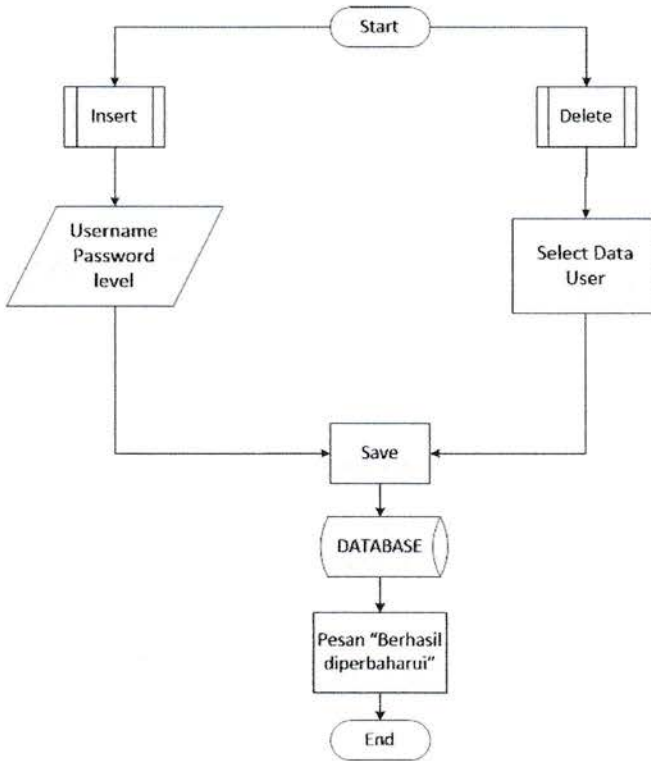 Start
Insert
Delete
Username
Password
level
Select Data
User
Save
DATABASE
Pesan “Berhasil
diperbaharui”
End